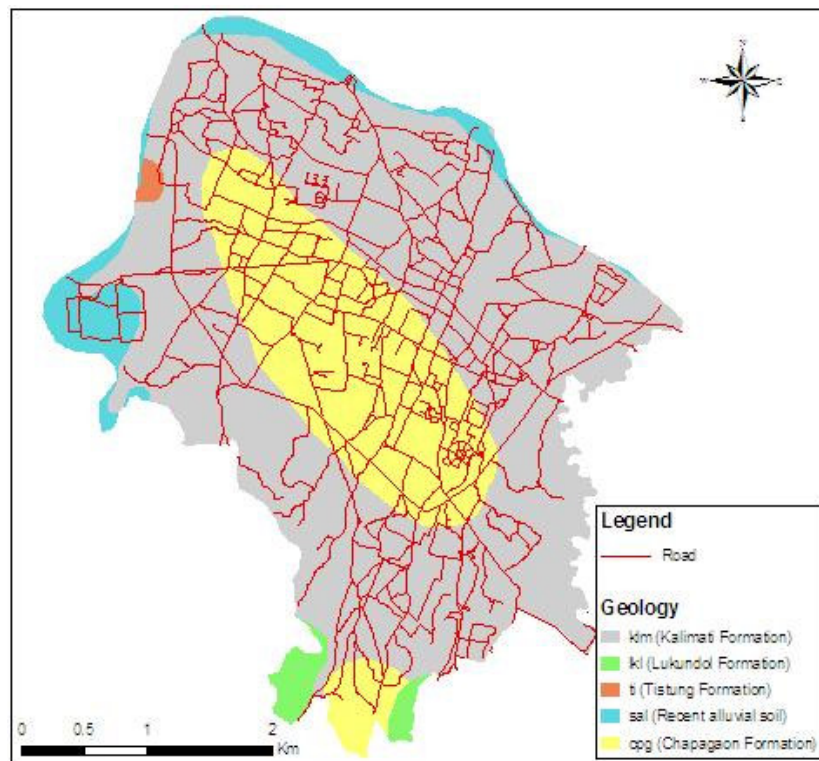 N
W
E
S
Legend
Road
Geology
klm (Kalimati Formation)
lkl (Lukundol Formation)
ti (Tistung Formation)
sal (Recent alluvial soil)
cpg (Chapagaon Formation)
0 0.5 1 2
Km